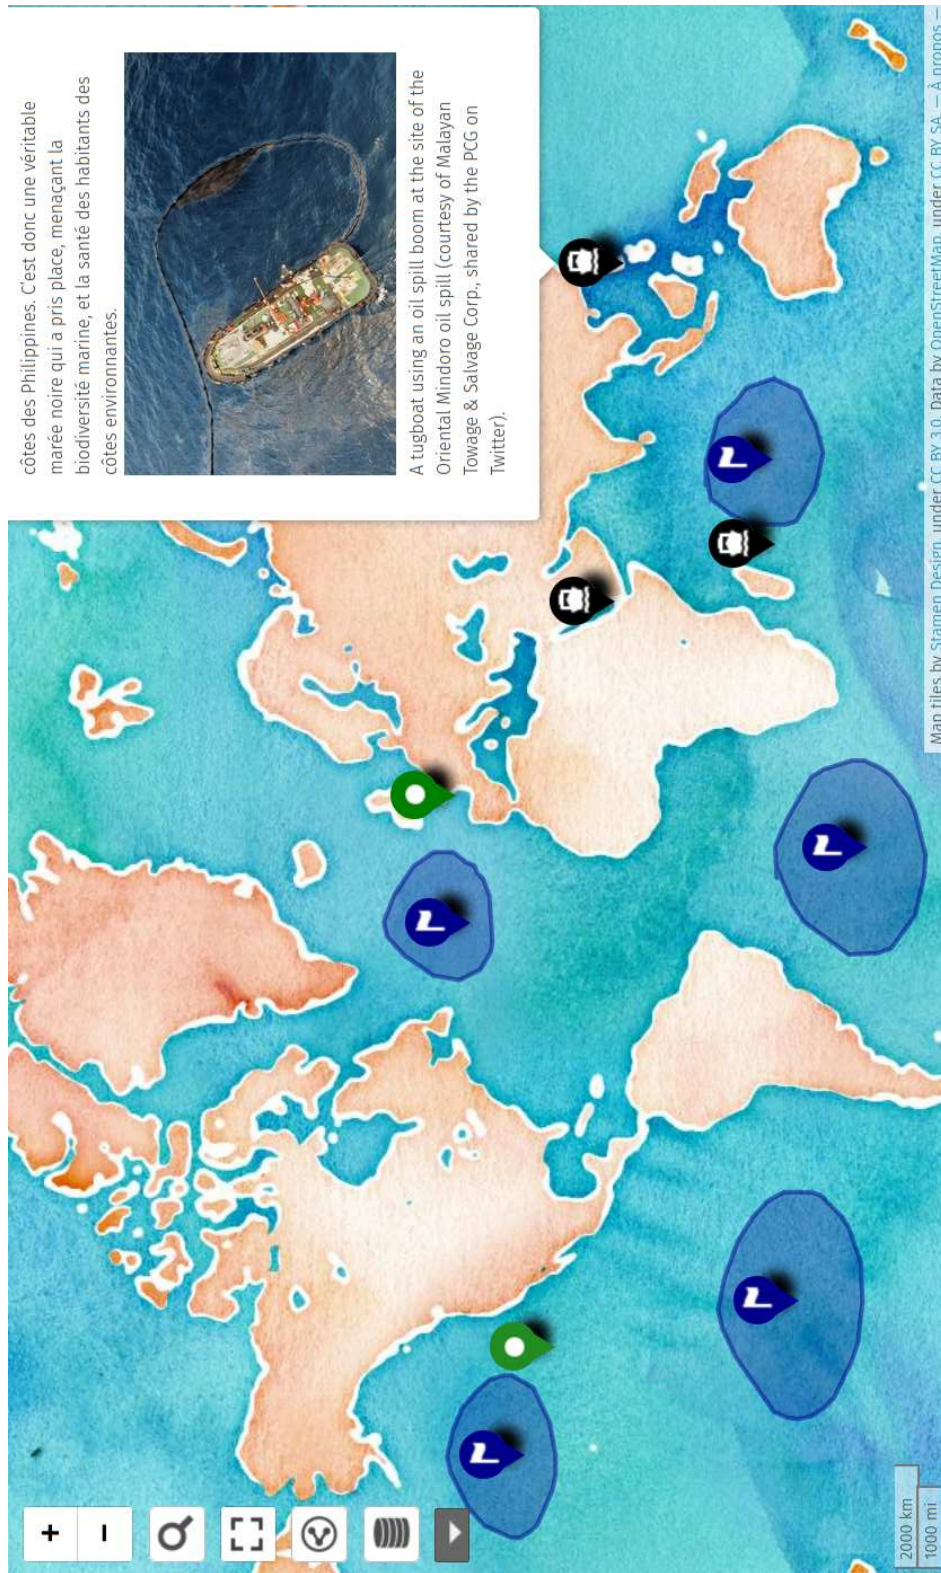 côtes des Philippines. C'est donc une véritable
marée noire qui a pris place, menaçant la
biodiversité marine, et la santé des habitants des
côtes environnantes.
A tugboat using an oil spill boom at the site of the
Oriental Mindoro oil spill (courtesy of Malayan
Towage & Salvage Corp., shared by the PCG on
Twitter).
+
−
2000 km
1000 mi
Map tiles by Stamen Design, under CC BY 3.0. Data by OpenStreetMap, under CC BY SA. — À propos —